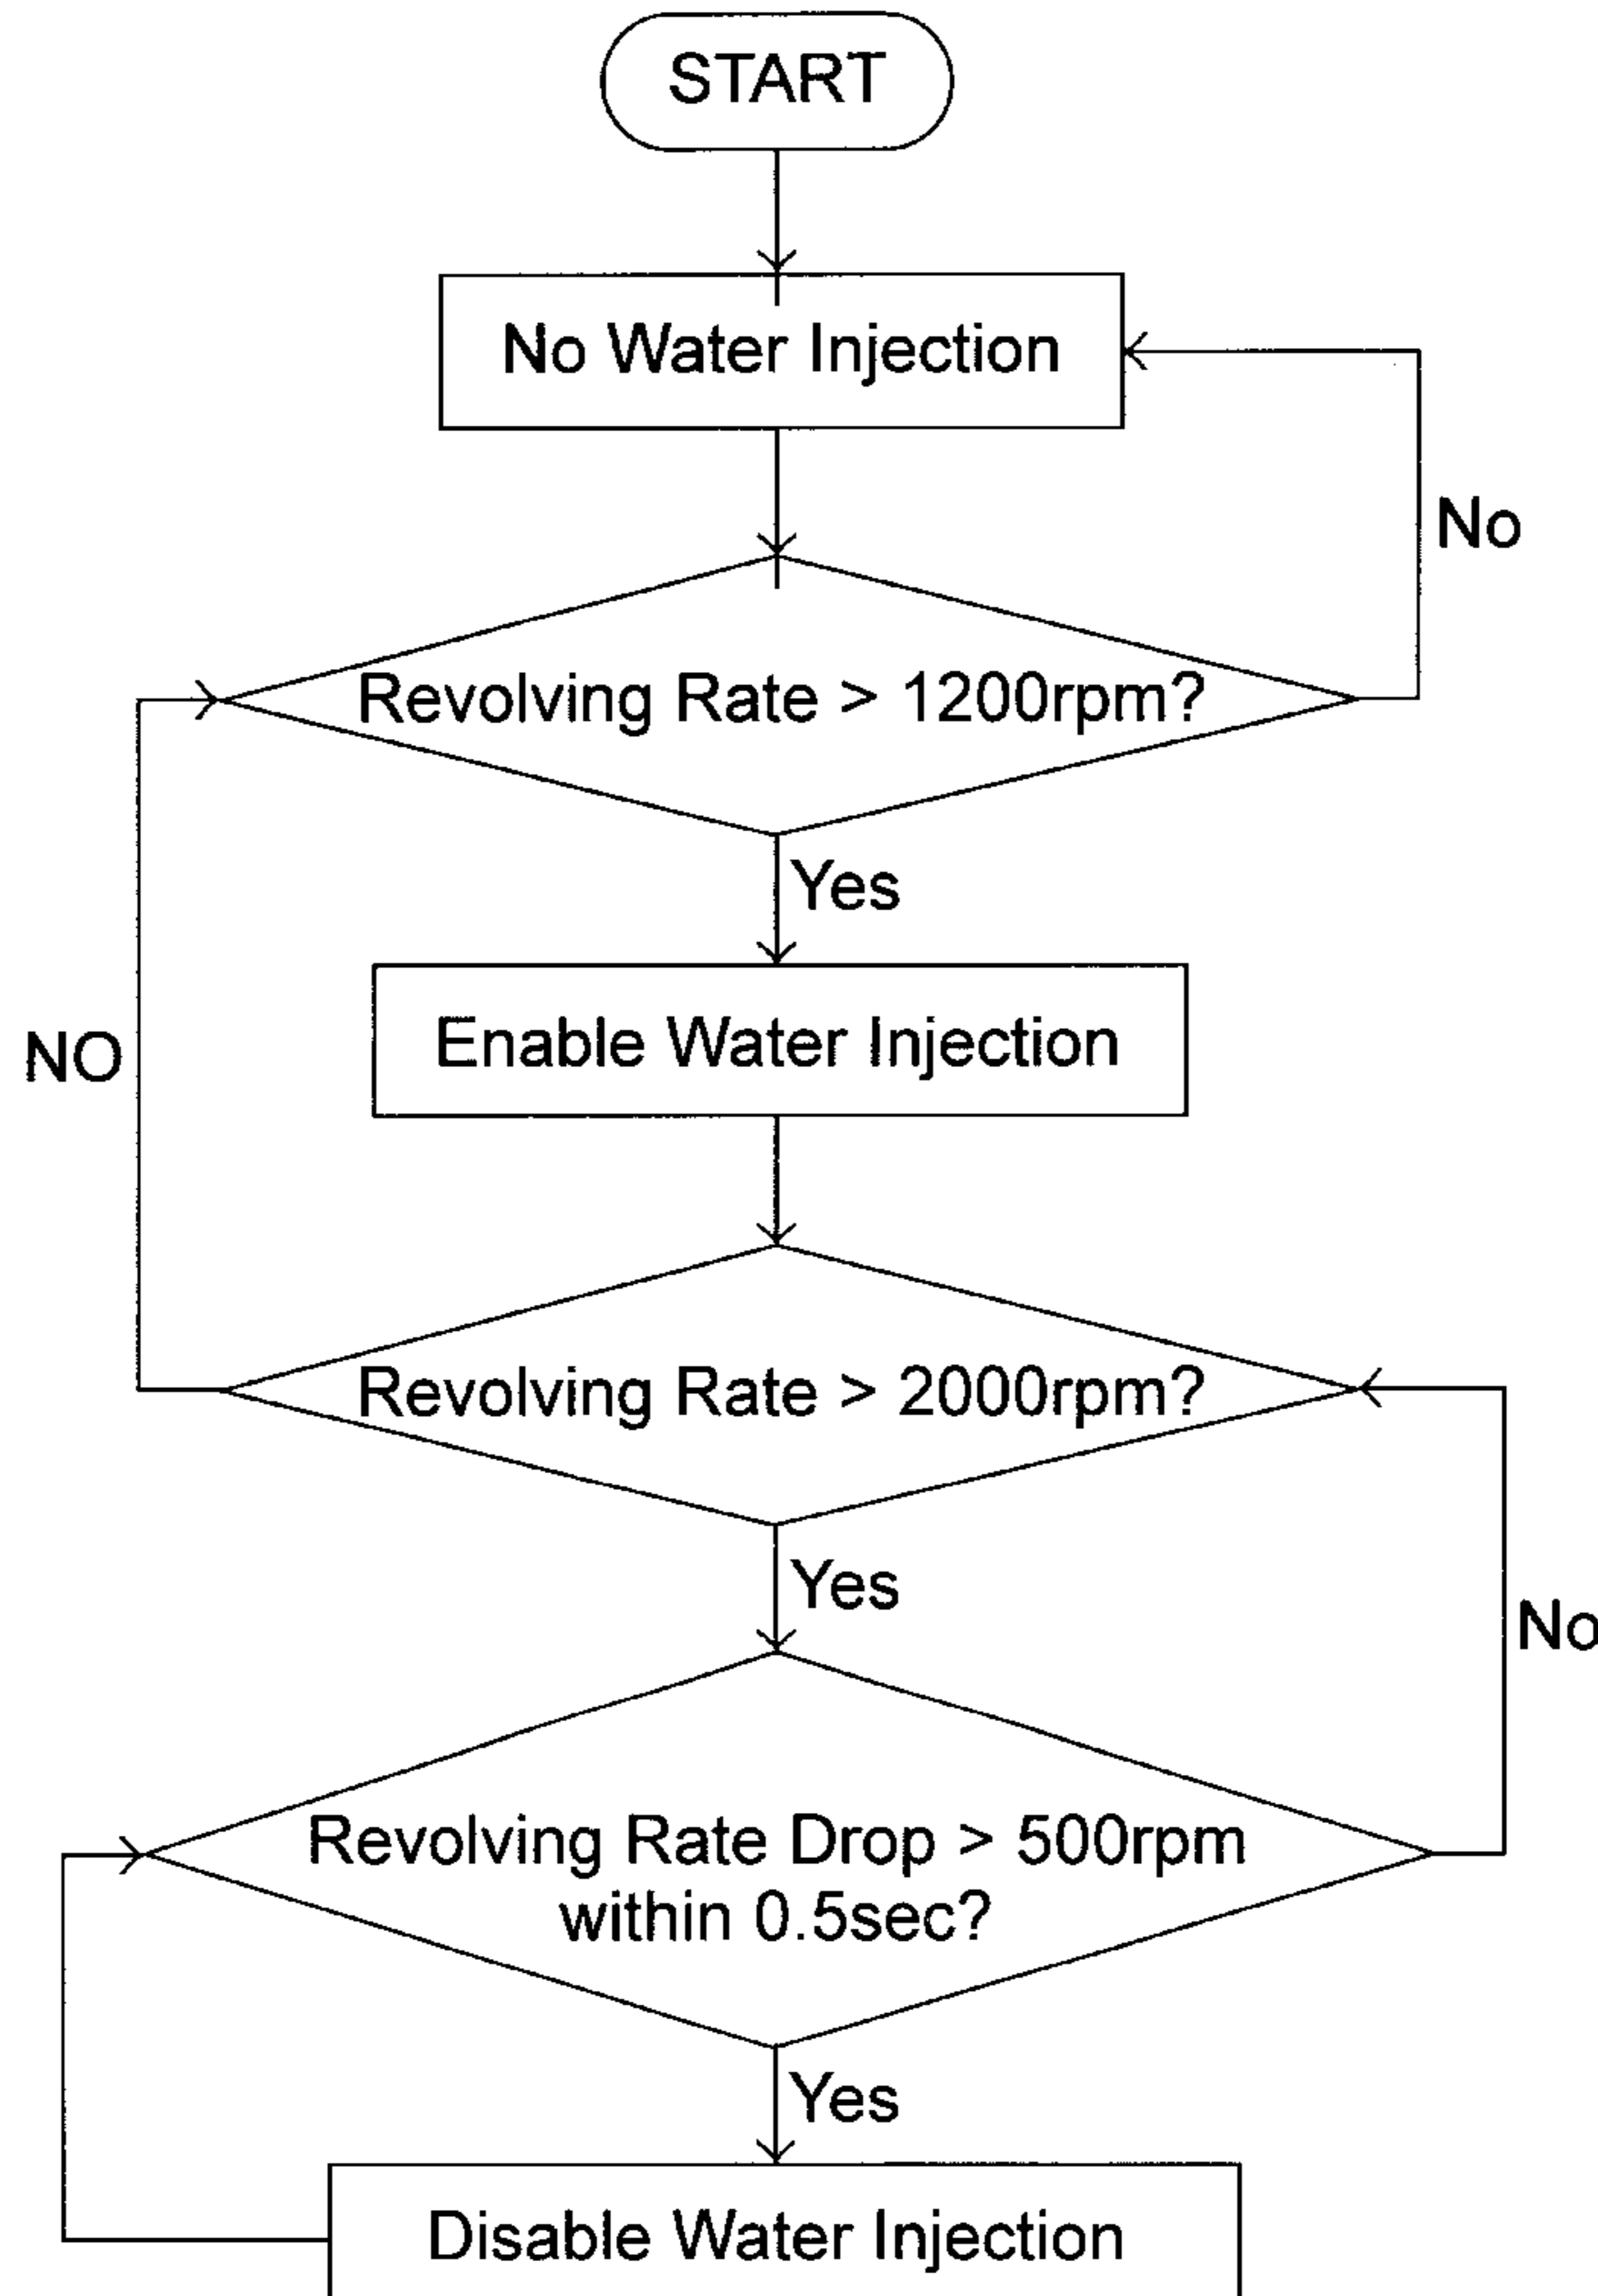 START
No Water Injection
No
Revolving Rate > 1200rpm?
Yes
Enable Water Injection
NO
Revolving Rate > 2000rpm?
Yes
No
Revolving Rate Drop > 500rpm
within 0.5sec?
Yes
Disable Water Injection